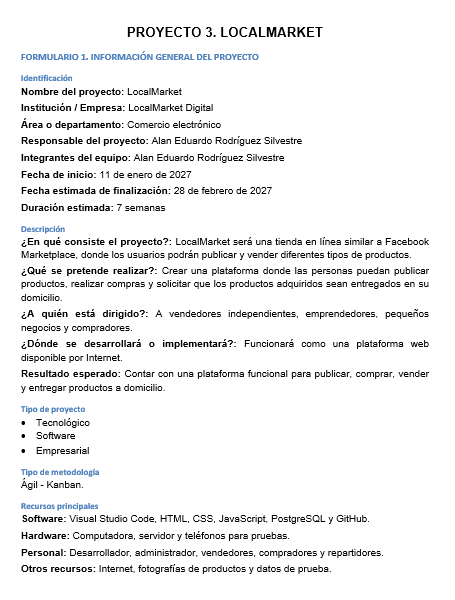 PROYECTO 3. LOCALMARKET
FORMULARIO 1. INFORMACIÓN GENERAL DEL PROYECTO
Identificación
Nombre del proyecto: LocalMarket
Institución / Empresa: LocalMarket Digital
Área o departamento: Comercio electrónico
Responsable del proyecto: Alan Eduardo Rodríguez Silvestre
Integrantes del equipo: Alan Eduardo Rodríguez Silvestre
Fecha de inicio: 11 de enero de 2027
Fecha estimada de finalización: 28 de febrero de 2027
Duración estimada: 7 semanas
Descripción
¿En qué consiste el proyecto?: LocalMarket será una tienda en línea similar a Facebook
Marketplace, donde los usuarios podrán publicar y vender diferentes tipos de productos.
¿Qué se pretende realizar?: Crear una plataforma donde las personas puedan publicar
productos, realizar compras y solicitar que los productos adquiridos sean entregados en su
domicilio.
¿A quién está dirigido?: A vendedores independientes, emprendedores, pequeños
negocios y compradores.
¿Dónde se desarrollará o implementará?: Funcionará como una plataforma web
disponible por Internet.
Resultado esperado: Contar con una plataforma funcional para publicar, comprar, vender
y entregar productos a domicilio.
Tipo de proyecto
• Tecnológico
• Software
• Empresarial
Tipo de metodología
Ágil - Kanban.
Recursos principales
Software: Visual Studio Code, HTML, CSS, JavaScript, PostgreSQL y GitHub.
Hardware: Computadora, servidor y teléfonos para pruebas.
Personal: Desarrollador, administrador, vendedores, compradores y repartidores.
Otros recursos: Internet, fotografías de productos y datos de prueba.